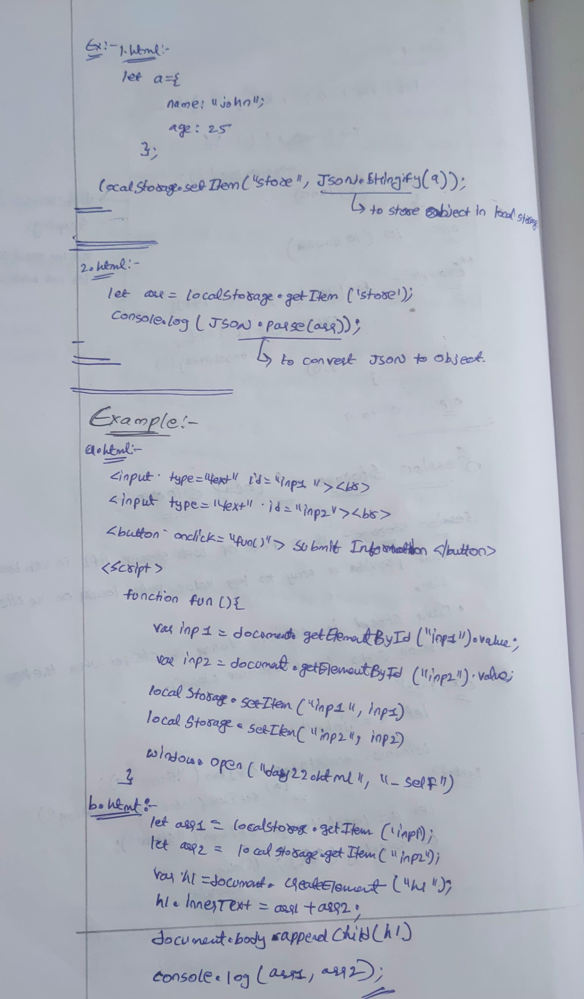 Ex:- 1.html:-
let a={
name: "john";
age: 25
};
localStorage.setItem("store", JSON.Stringify(a));
↳ to store object in local storage
2.html:-
let arr = localStorage.getItem ('store');
Console.log ( JSON.parse(arr));
↳ to convert JSON to Object.
Example:-
a.html:-
<input type="text" id="inp1 "><br>
<input type="text" id="inp2"><br>
<button onclick="fun()"> Submit Information </button>
<script>
function fun (){
var inp1 = document.getElementById ("inp1").value;
var inp2 = document.getElementById ("inp2").value;
local Storage.setItem ("inp1", inp1)
local Storage.setItem( "inp2", inp2)
window.open ( "day22.html", "_self")
}
b.html:-
let arr1 = localstorage.getItem ('inp1');
let arr2 = local storage.getItem ("inp2");
var h1 =document.createElement ("h1");
h1.InnerText = arr1 +arr2;
document.body.appendChild(h1)
console.log (arr1, arr2);